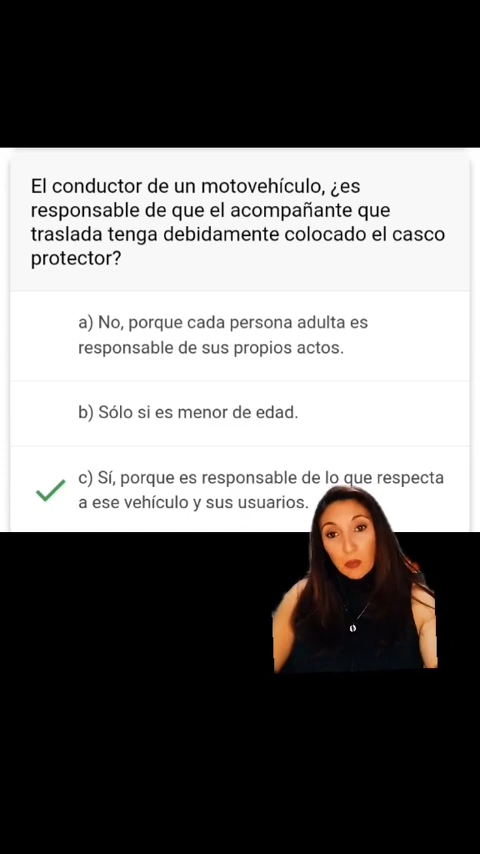 El conductor de un motovehículo, ¿es
responsable de que el acompañante que
traslada tenga debidamente colocado el casco
protector?
a) No, porque cada persona adulta es
responsable de sus propios actos.
b) Sólo si es menor de edad.
c) Sí, porque es responsable de lo que respecta
a ese vehículo y sus usuarios.